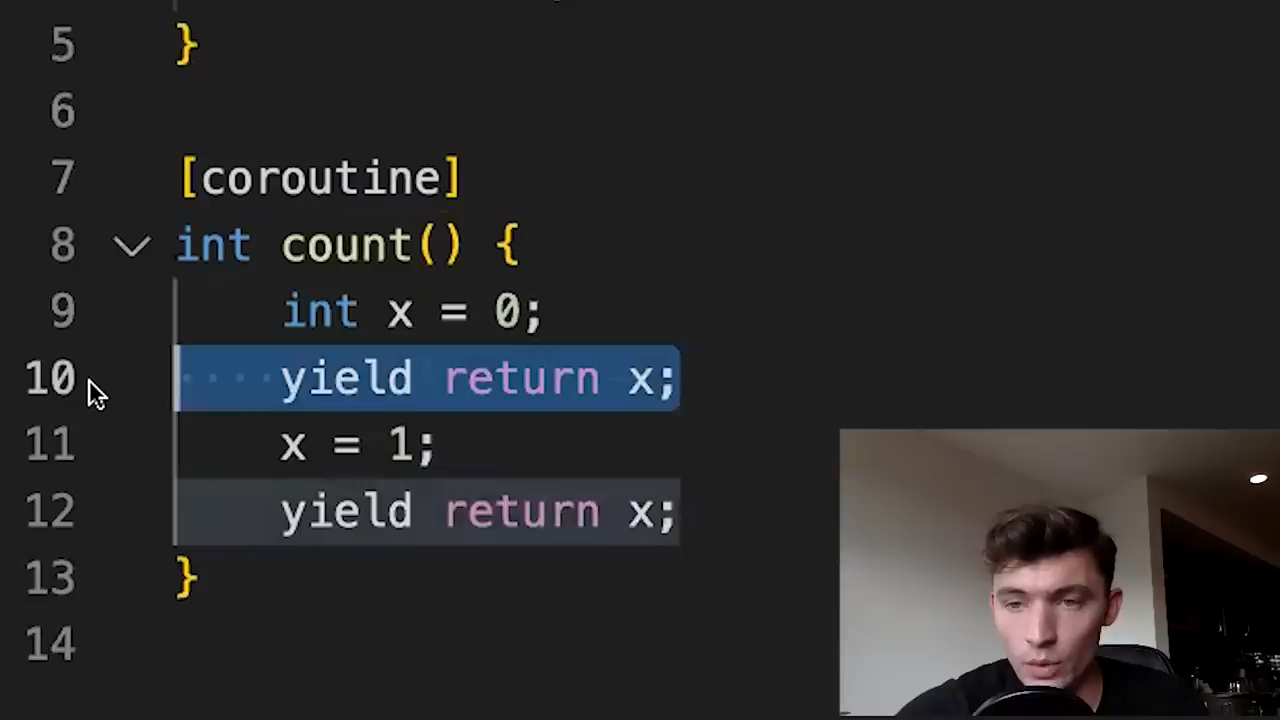 5 }
6
7 [coroutine]
8 int count() {
9 int x = 0;
10 yield return x;
11 x = 1;
12 yield return x;
13 }
14